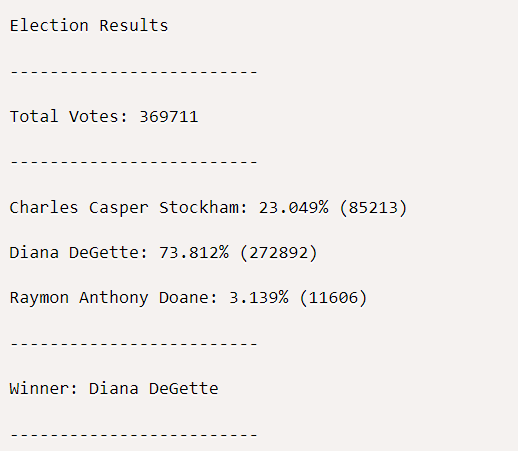 Election Results
-------------------------
Total Votes: 369711
-------------------------
Charles Casper Stockham: 23.049% (85213)
Diana DeGette: 73.812% (272892)
Raymon Anthony Doane: 3.139% (11606)
-------------------------
Winner: Diana DeGette
-------------------------